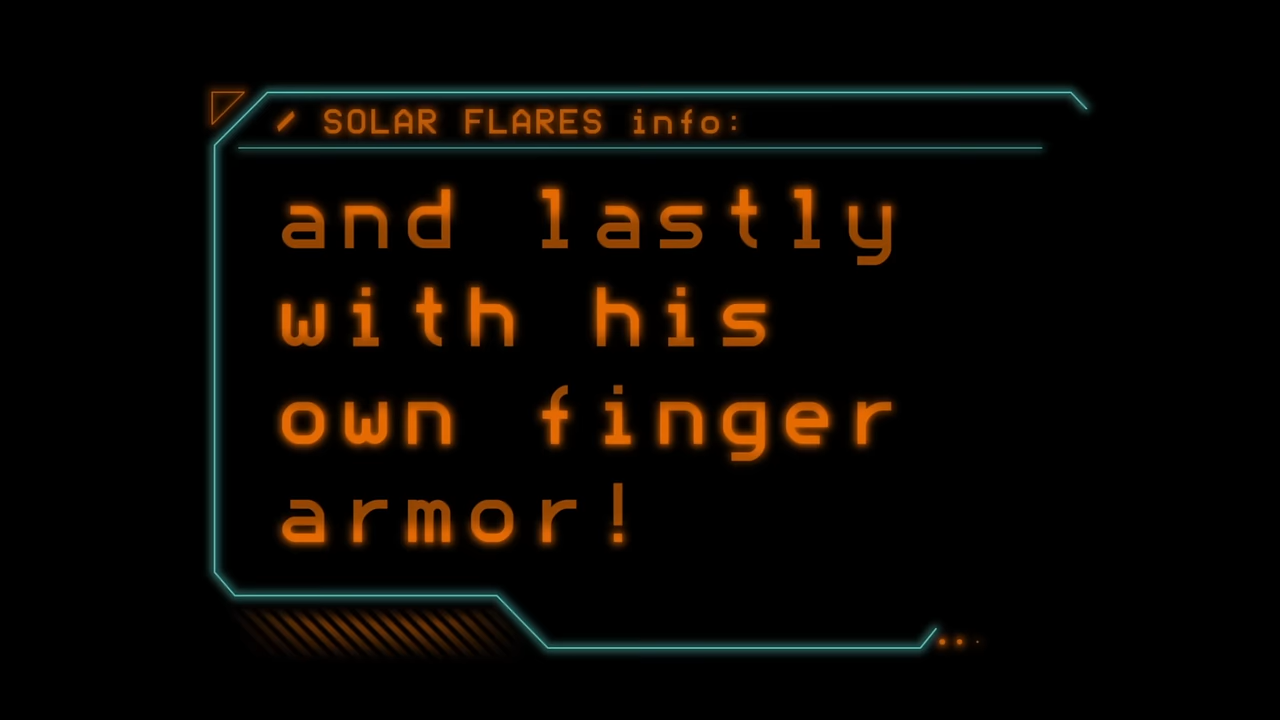 SOLAR FLARES info:
and lastly
with his
own finger
armor!